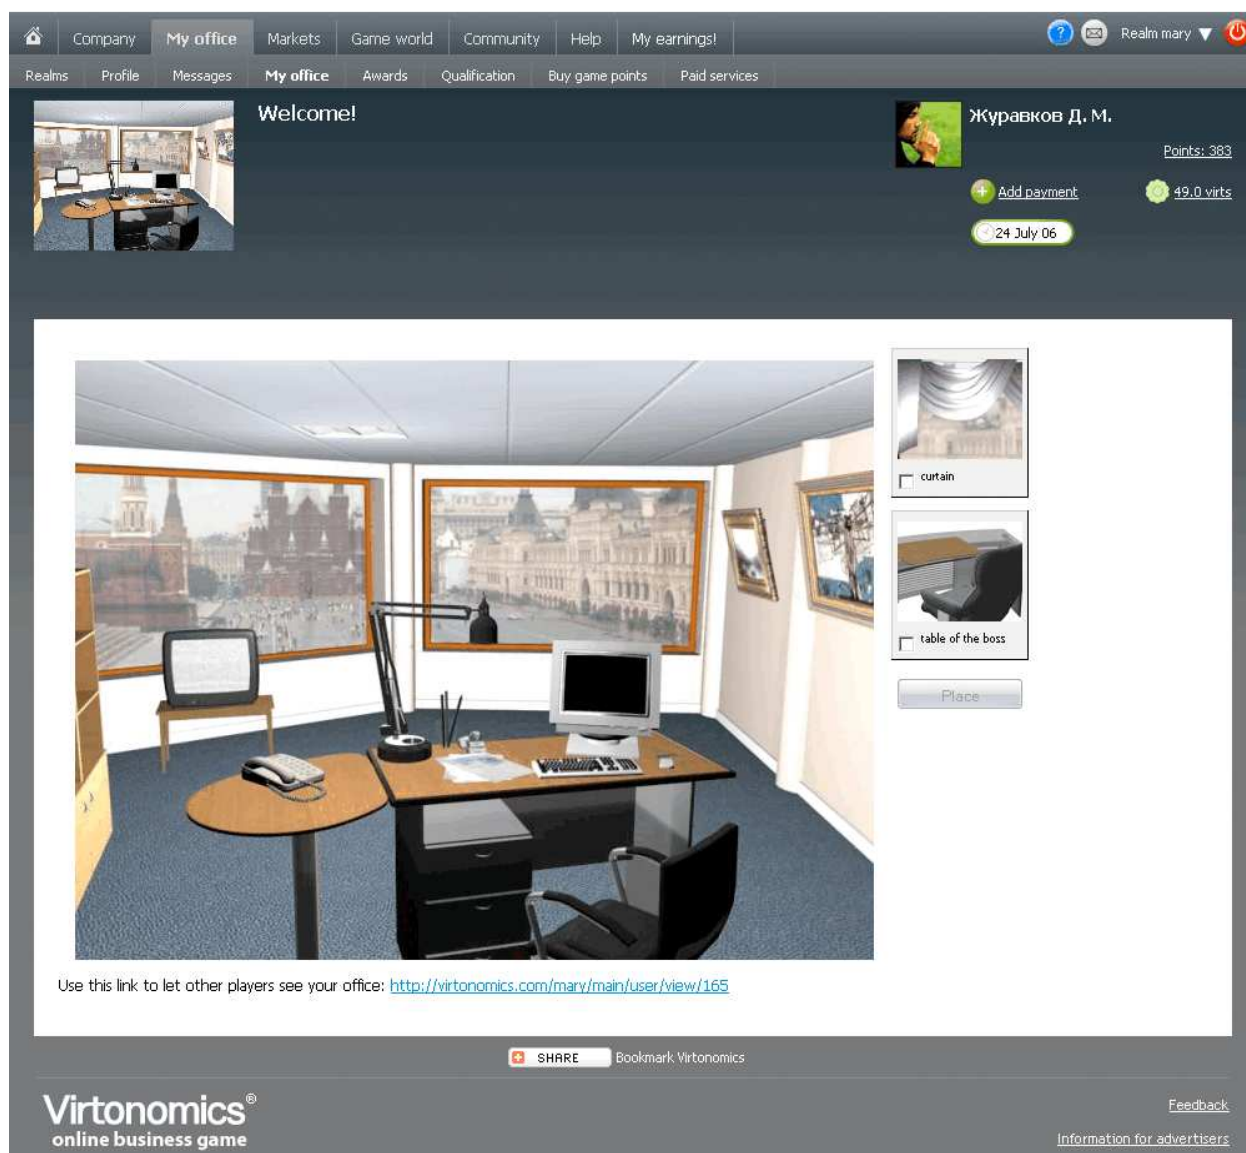 Company My office Markets Game world Community Help My earnings! Realm mary ▼
Realms Profile Messages My office Awards Qualification Buy game points Paid services
Welcome!
Журавков Д. М.
Points: 383
Add payment 49.0 virts
24 July 06
curtain
table of the boss
Place
Use this link to let other players see your office: http://virtonomics.com/mary/main/user/view/165
SHARE Bookmark Virtonomics
Virtonomics®
online business game
Feedback
Information for advertisers